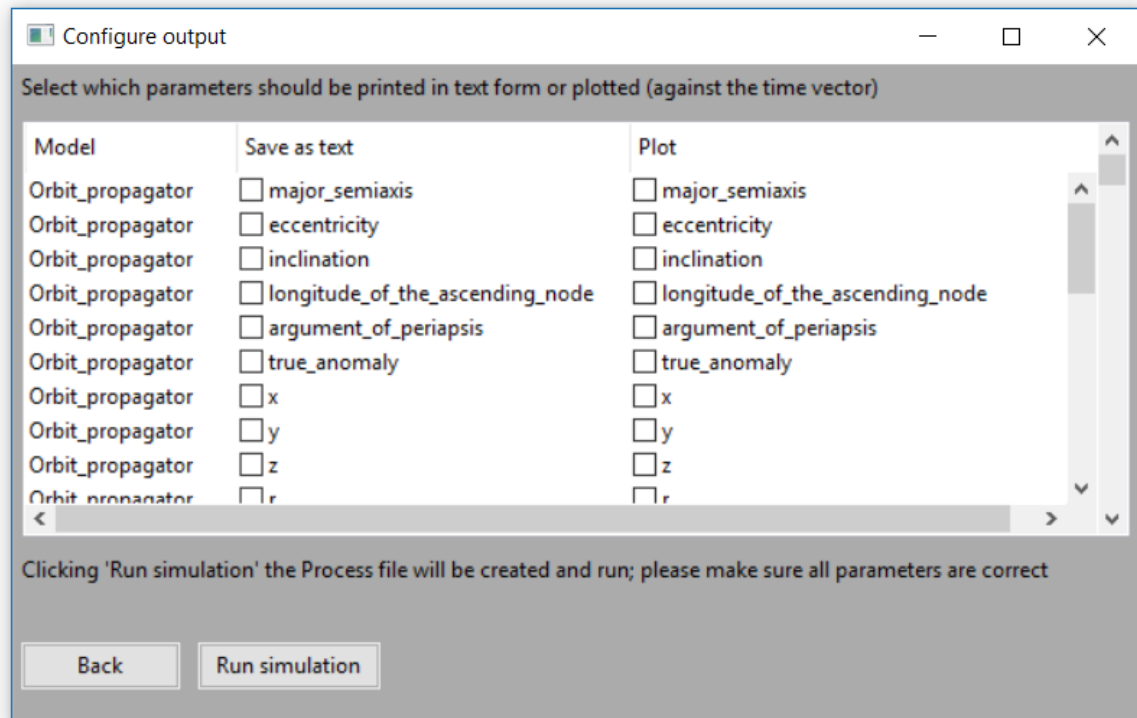 Configure output
Select which parameters should be printed in text form or plotted (against the time vector)
Model Save as text Plot
Orbit_propagator major_semiaxis major_semiaxis
Orbit_propagator eccentricity eccentricity
Orbit_propagator inclination inclination
Orbit_propagator longitude_of_the_ascending_node longitude_of_the_ascending_node
Orbit_propagator argument_of_periapsis argument_of_periapsis
Orbit_propagator true_anomaly true_anomaly
Orbit_propagator x x
Orbit_propagator y y
Orbit_propagator z z
Orbit_propagator r r
Clicking 'Run simulation' the Process file will be created and run; please make sure all parameters are correct
Back Run simulation